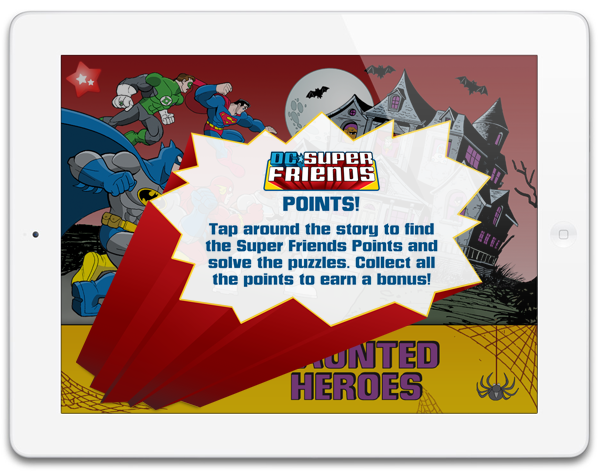 DC SUPER
FRIENDS
POINTS!
Tap around the story to find
the Super Friends Points and
solve the puzzles. Collect all
the points to earn a bonus!
HEROES